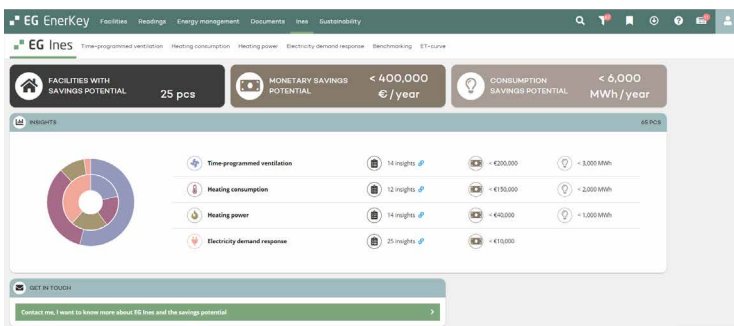 EG EnerKey Facilities Readings Energy management Documents Ines Sustainability
EG Ines Time-programmed ventilation Heating consumption Heating power Electricity demand response Benchmarking ET-curve
FACILITIES WITH
SAVINGS POTENTIAL
25 pcs
MONETARY SAVINGS
POTENTIAL
< 400,000
€ / year
CONSUMPTION
SAVINGS POTENTIAL
< 6,000
MWh / year
INSIGHTS 65 PCS
Time-programmed ventilation 14 insights < €200,000 < 3,000 MWh
Heating consumption 12 insights < €150,000 < 2,000 MWh
Heating power 14 insights < €40,000 < 1,000 MWh
Electricity demand response 25 insights < €10,000
GET IN TOUCH
Contact me, I want to know more about EG Ines and the savings potential